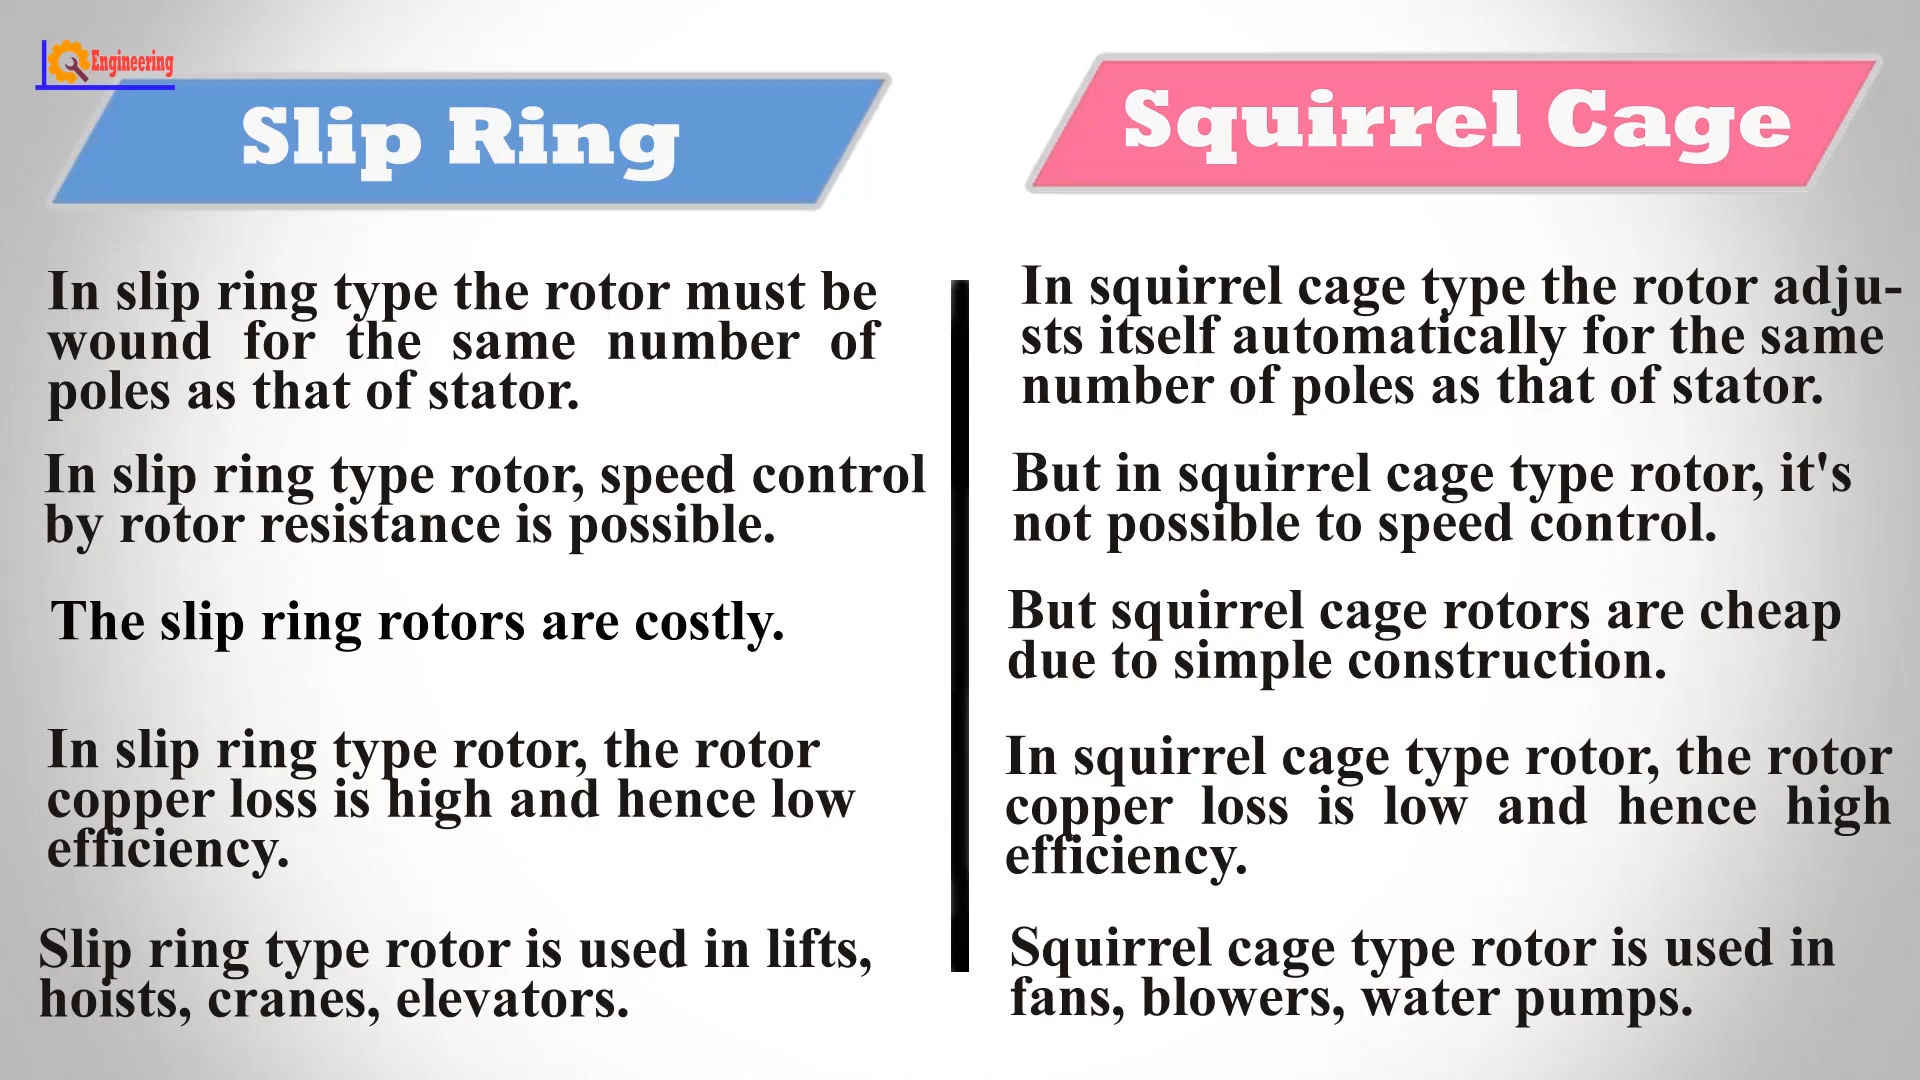 Engineering
Slip Ring
In slip ring type the rotor must be
wound for the same number of
poles as that of stator.
In slip ring type rotor, speed control
by rotor resistance is possible.
The slip ring rotors are costly.
In slip ring type rotor, the rotor
copper loss is high and hence low
efficiency.
Slip ring type rotor is used in lifts,
hoists, cranes, elevators.
Squirrel Cage
In squirrel cage type the rotor adju-
sts itself automatically for the same
number of poles as that of stator.
But in squirrel cage type rotor, it's
not possible to speed control.
But squirrel cage rotors are cheap
due to simple construction.
In squirrel cage type rotor, the rotor
copper loss is low and hence high
efficiency.
Squirrel cage type rotor is used in
fans, blowers, water pumps.